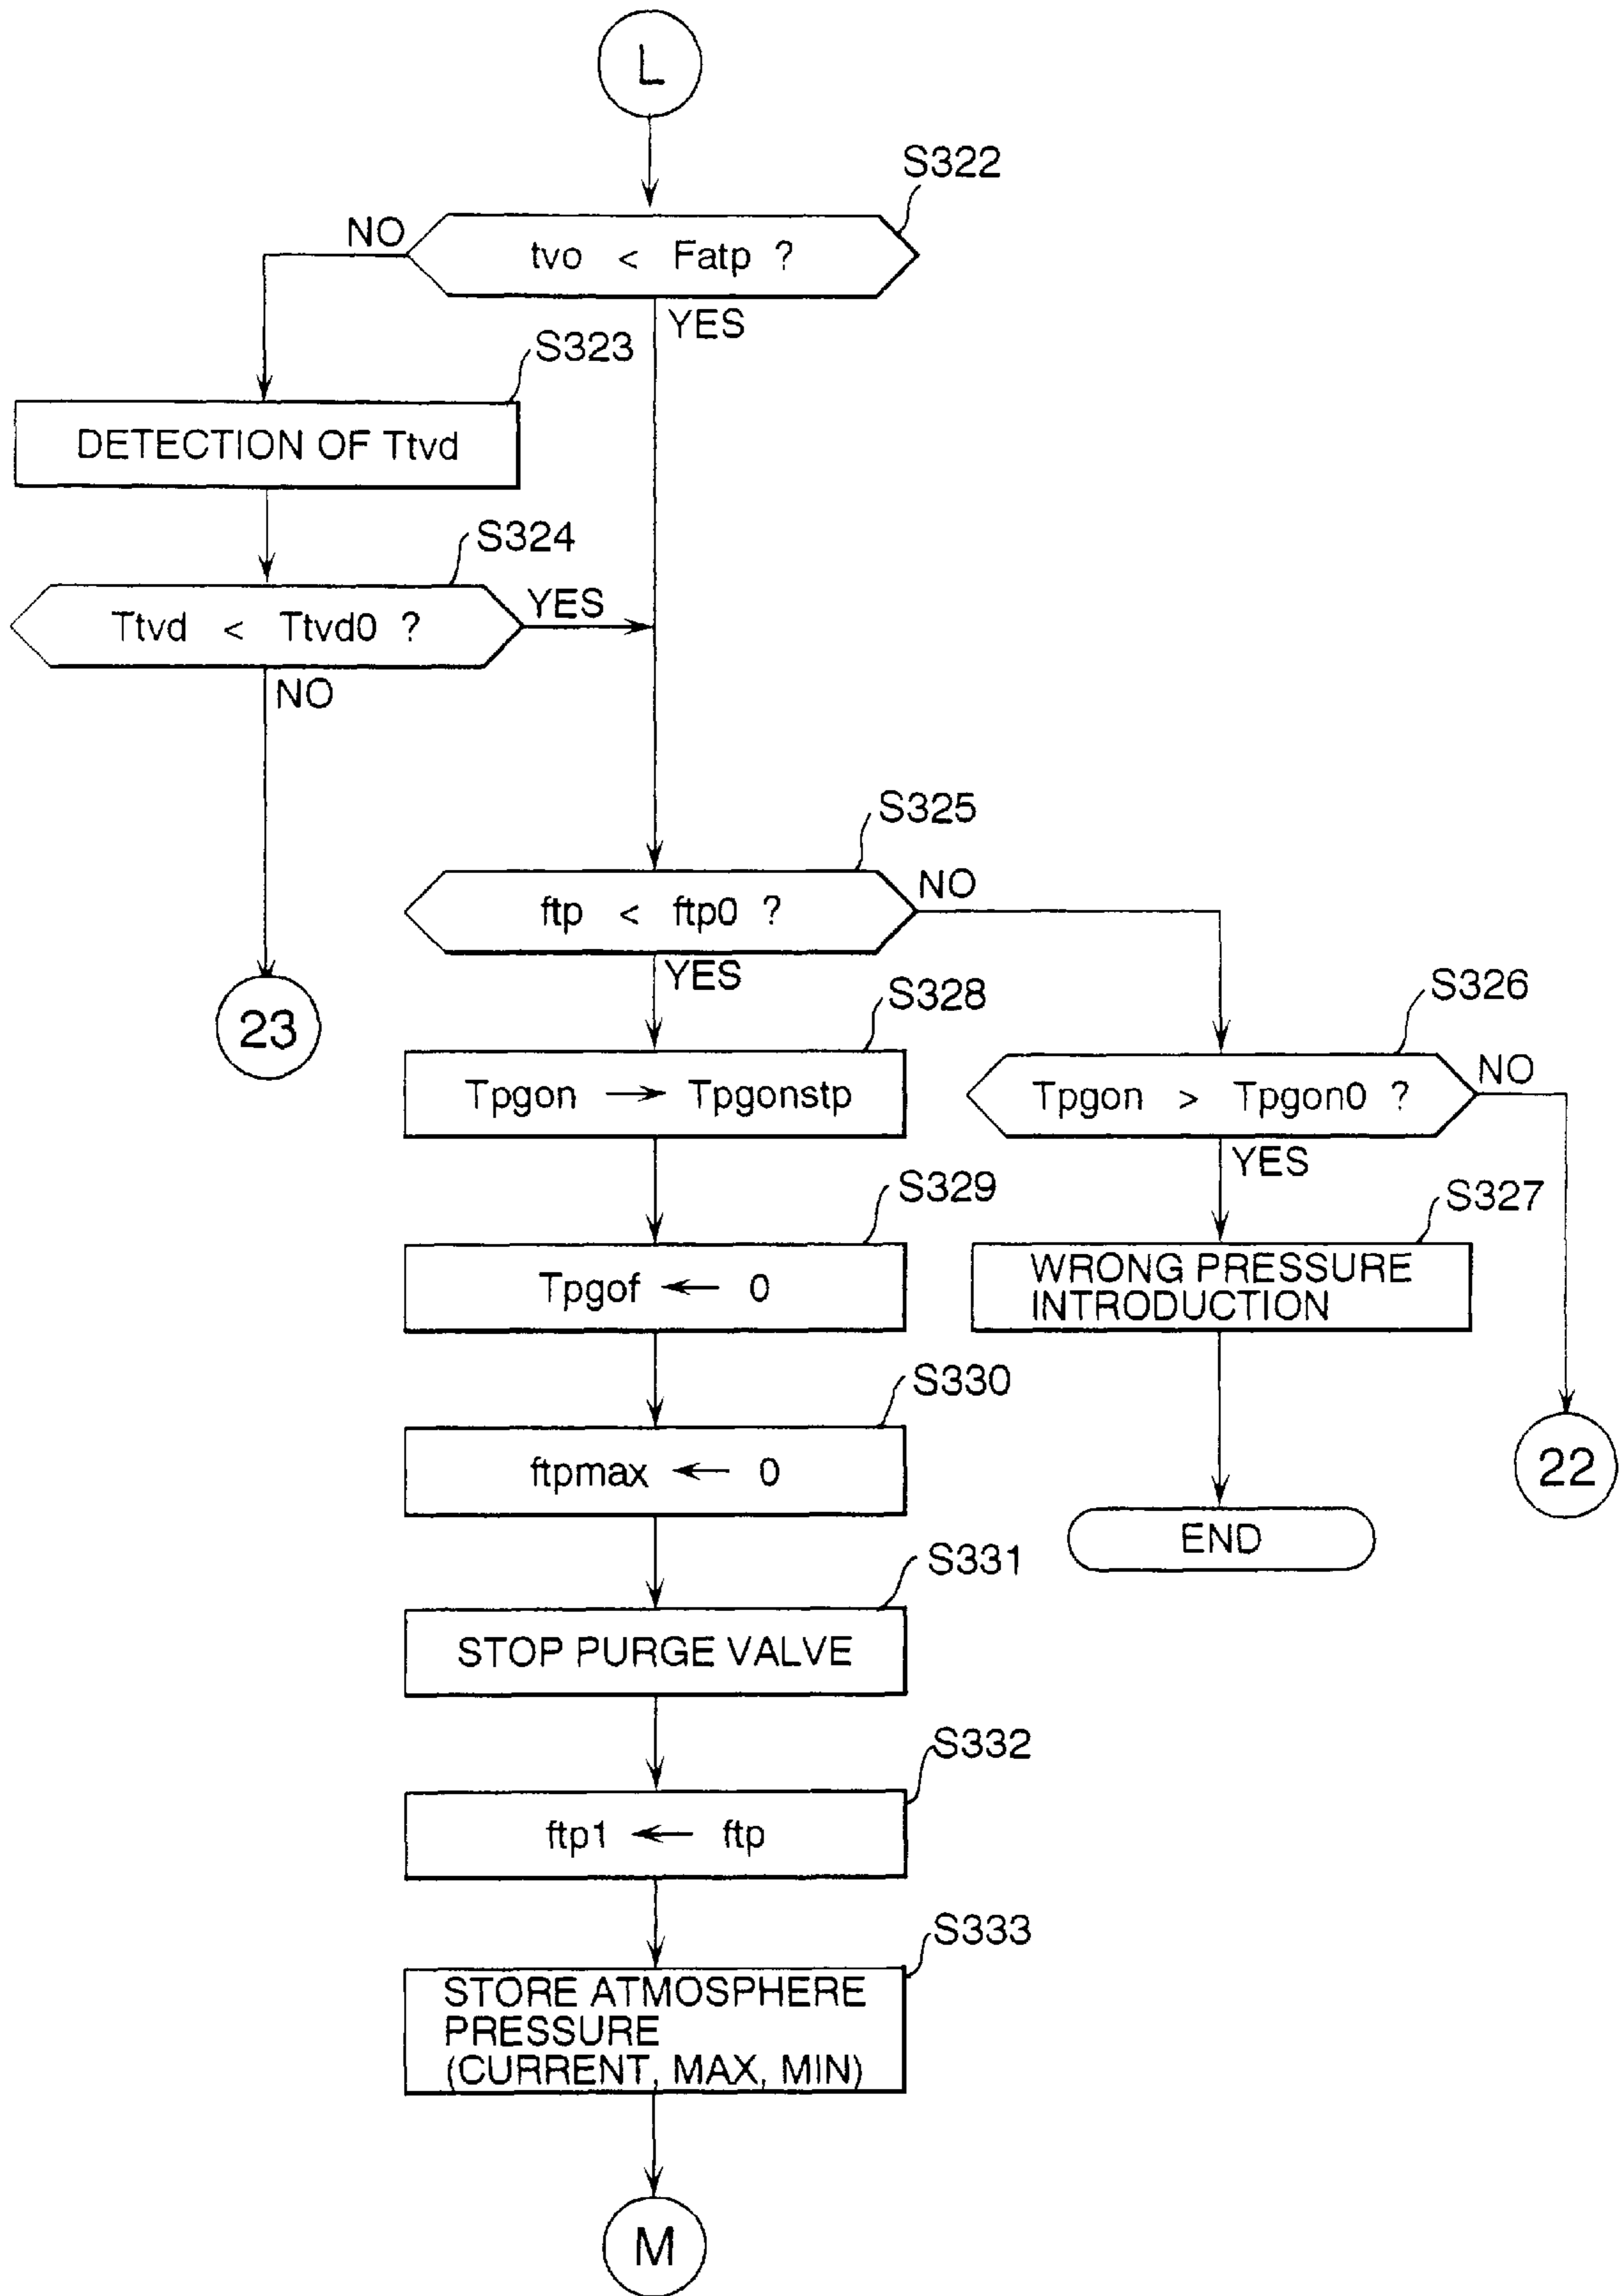 L
S322
NO
tvo < Fatp ?
YES
S323
DETECTION OF Ttvd
S324
Ttvd < Ttvd0 ?
YES
NO
S325
ftp < ftp0 ?
NO
YES
23
S328
S326
Tpgon → Tpgonstp
Tpgon > Tpgon0 ?
NO
YES
S329
S327
Tpgof ← 0
WRONG PRESSURE
INTRODUCTION
S330
ftpmax ← 0
22
END
S331
STOP PURGE VALVE
S332
ftp1 ← ftp
S333
STORE ATMOSPHERE
PRESSURE
(CURRENT, MAX, MIN)
M